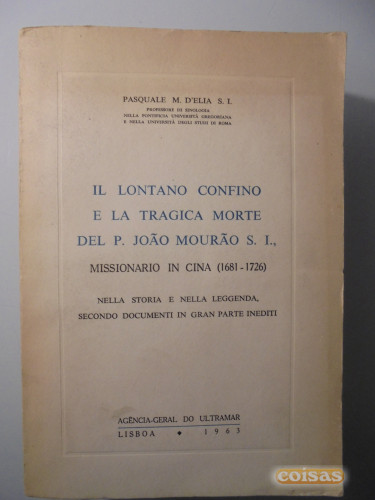 PASQUALE M. D'ELIA S. I.
PROFESSORE DI SINOLOGIA
NELLA PONTIFICIA UNIVERSITÀ GREGORIANA
E NELLA UNIVERSITÀ DEGLI STUDI DI ROMA
IL LONTANO CONFINO
E LA TRAGICA MORTE
DEL P. JOÃO MOURÃO S. I.,
MISSIONARIO IN CINA (1681-1726)
NELLA STORIA E NELLA LEGGENDA,
SECONDO DOCUMENTI IN GRAN PARTE INEDITI
AGÊNCIA-GERAL DO ULTRAMAR
LISBOA • 1963
coisas